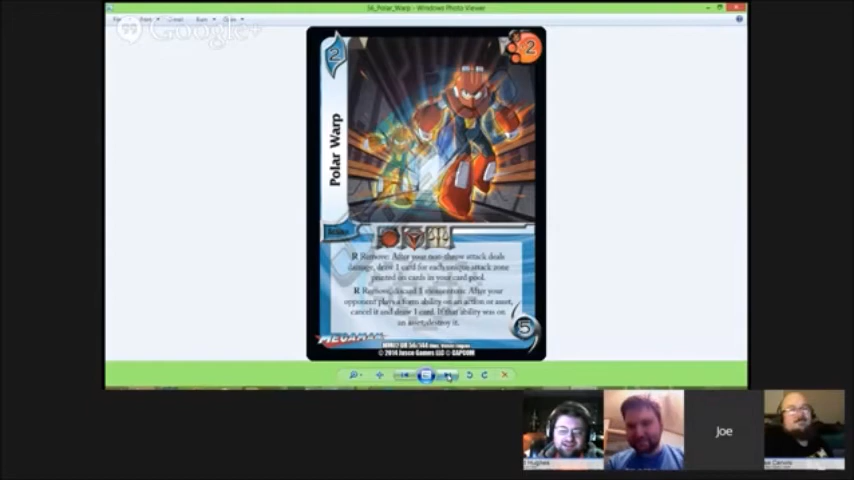 56_Polar_Warp - Windows Photo Viewer
Google+
2
2
Polar Warp
R Remove: After your non-throw attack deals
damage, draw 1 card for each unique attack zone
printed on cards in your card pool.
R Remove, discard 1 momentum: After your
opponent plays a form ability on an action or asset,
cancel it and draw 1 card. If that ability was on
an asset, destroy it.
5
MEGAMAN
© 2014 Jasco Games LLC © CAPCOM
Joe
Hughes